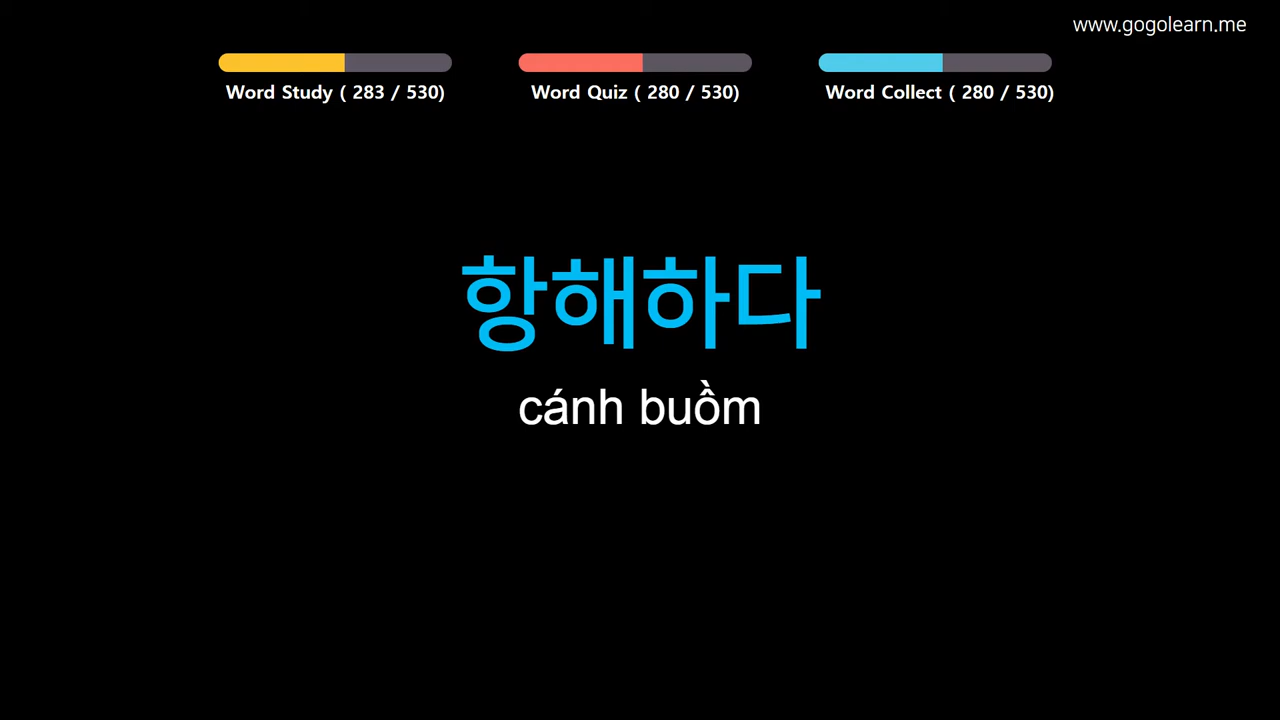 www.gogolearn.me
Word Study ( 283 / 530)
Word Quiz ( 280 / 530)
Word Collect ( 280 / 530)
항해하다
cánh buồm